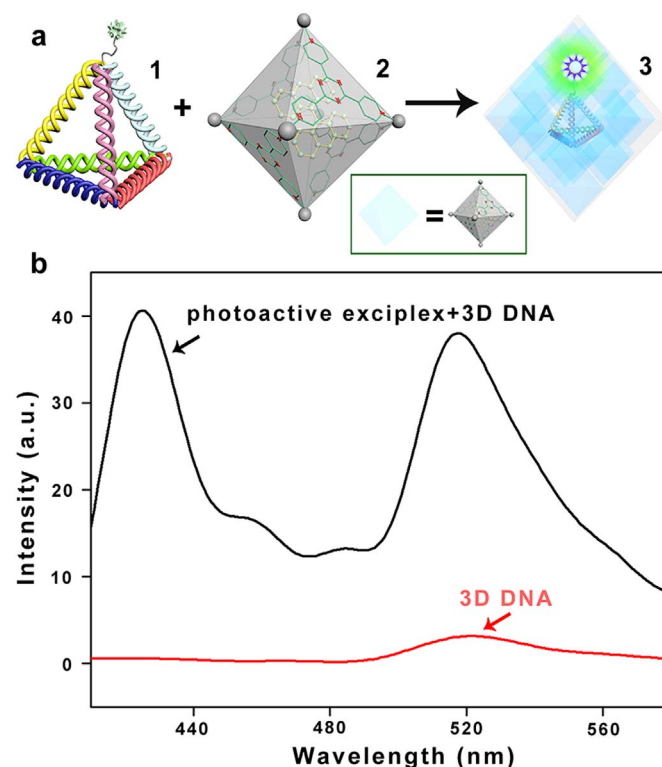 a
1
+
2
3
=
b
photoactive exciplex+3D DNA
3D DNA
Intensity (a.u.)
40
30
20
10
0
440
480
520
560
Wavelength (nm)